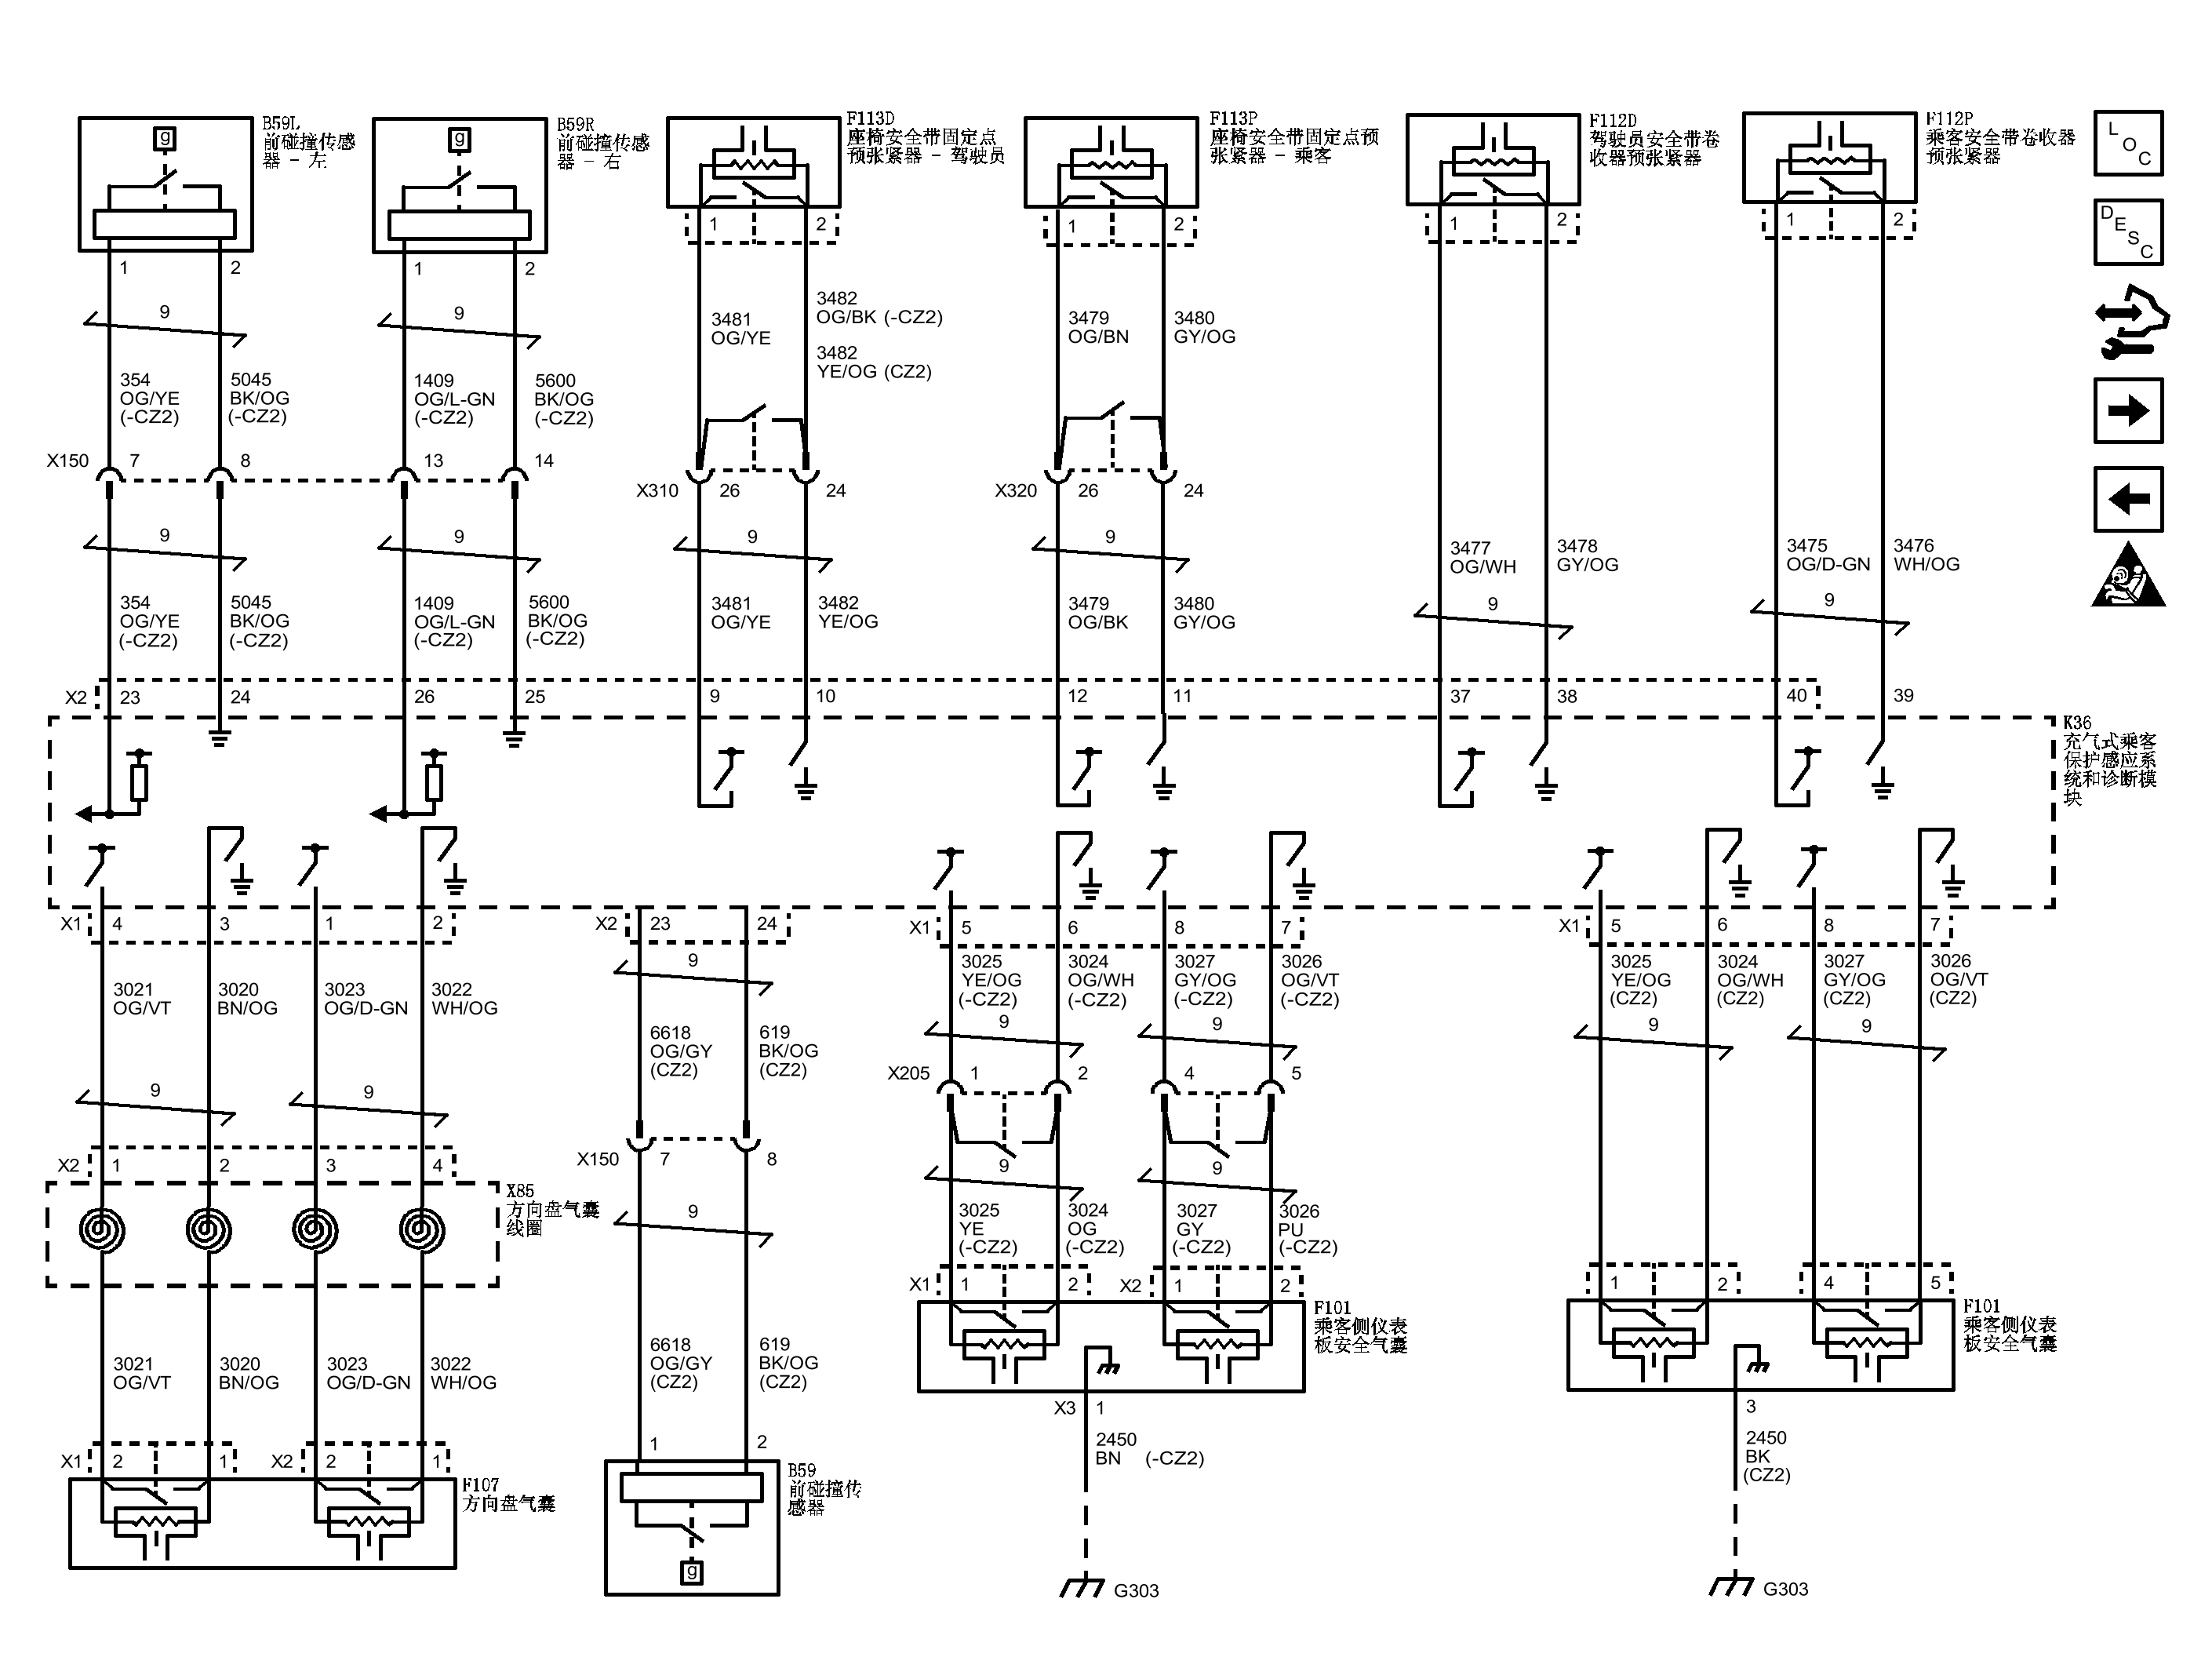 B59L
前碰撞传感
器 – 左
B59R
前碰撞传感
器 – 右
F113D
座椅安全带固定点
预张紧器 – 驾驶员
F113P
座椅安全带固定点预
张紧器 – 乘客
F112D
驾驶员安全带卷
收器预张紧器
F112P
乘客安全带卷收器
预张紧器
L
O
C
D
E
S
C
g
g
1 2
1 2
1 2
1 2
1 2
1 2
9 9
3481
OG/YE
3482
OG/BK (-CZ2)
3482
YE/OG (CZ2)
3479
OG/BN
3480
GY/OG
354
OG/YE
(-CZ2)
5045
BK/OG
(-CZ2)
1409
OG/L-GN
(-CZ2)
5600
BK/OG
(-CZ2)
X150 7 8 13 14
X310 26 24
X320 26 24
9 9 9 9
3477
OG/WH
3478
GY/OG
3475
OG/D-GN
3476
WH/OG
9 9
354
OG/YE
(-CZ2)
5045
BK/OG
(-CZ2)
1409
OG/L-GN
(-CZ2)
5600
BK/OG
(-CZ2)
3481
OG/YE
3482
YE/OG
3479
OG/BK
3480
GY/OG
X2 23 24 26 25 9 10 12 11 37 38 40 39
K36
充气式乘客
保护感应系
统和诊断模
块
X1 4 3 1 2
X2 23 24
X1 5 6 8 7
X1 5 6 8 7
3021
OG/VT
3020
BN/OG
3023
OG/D-GN
3022
WH/OG
9
6618
OG/GY
(CZ2)
619
BK/OG
(CZ2)
3025
YE/OG
(-CZ2)
3024
OG/WH
(-CZ2)
3027
GY/OG
(-CZ2)
3026
OG/VT
(-CZ2)
3025
YE/OG
(CZ2)
3024
OG/WH
(CZ2)
3027
GY/OG
(CZ2)
3026
OG/VT
(CZ2)
9 9 9 9
9 9
X205 1 2 4 5
X150 7 8
9 9
X2 1 2 3 4
X85
方向盘气囊
线圈
9
3025
YE
(-CZ2)
3024
OG
(-CZ2)
3027
GY
(-CZ2)
3026
PU
(-CZ2)
X1 1 2
X2 1 2
1 2 4 5
F101
乘客侧仪表
板安全气囊
F101
乘客侧仪表
板安全气囊
3021
OG/VT
3020
BN/OG
3023
OG/D-GN
3022
WH/OG
6618
OG/GY
(CZ2)
619
BK/OG
(CZ2)
X3 1
3
2450
BN (-CZ2)
2450
BK
(CZ2)
X1 2 1
X2 2 1
F107
方向盘气囊
1 2
B59
前碰撞传
感器
g
G303
G303